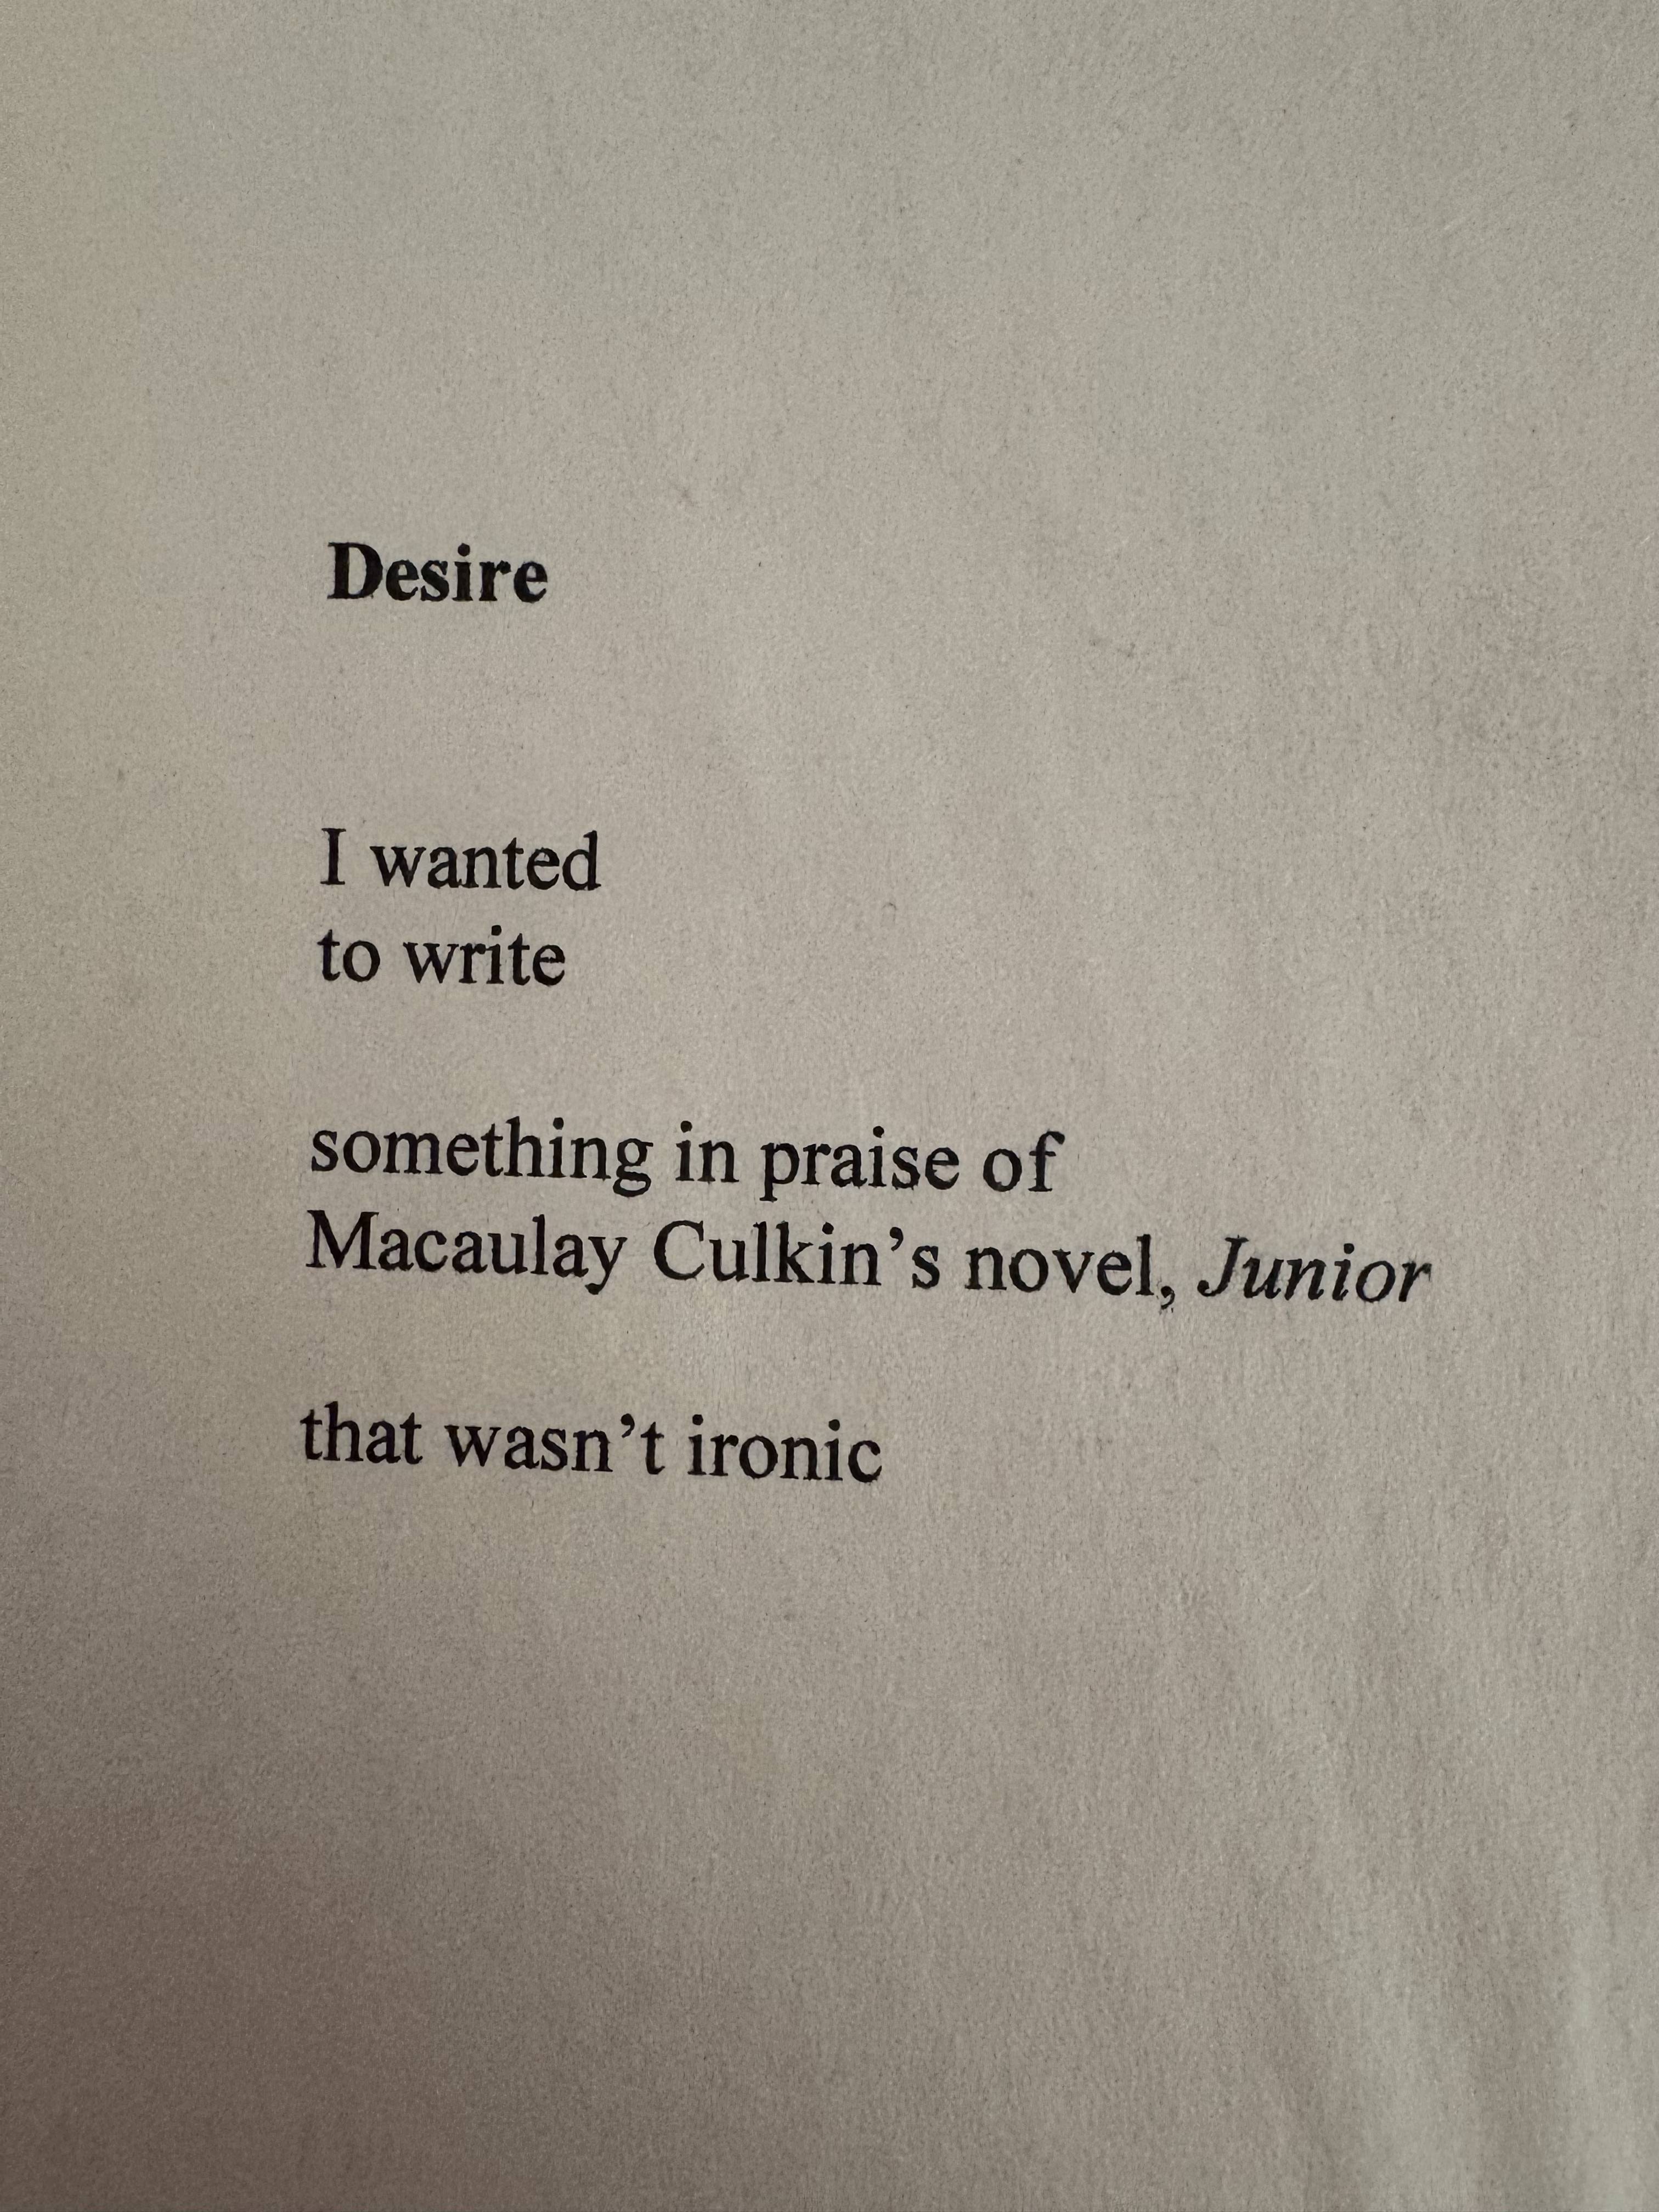 Desire
I wanted
to write
something in praise of
Macaulay Culkin’s novel, Junior
that wasn’t ironic